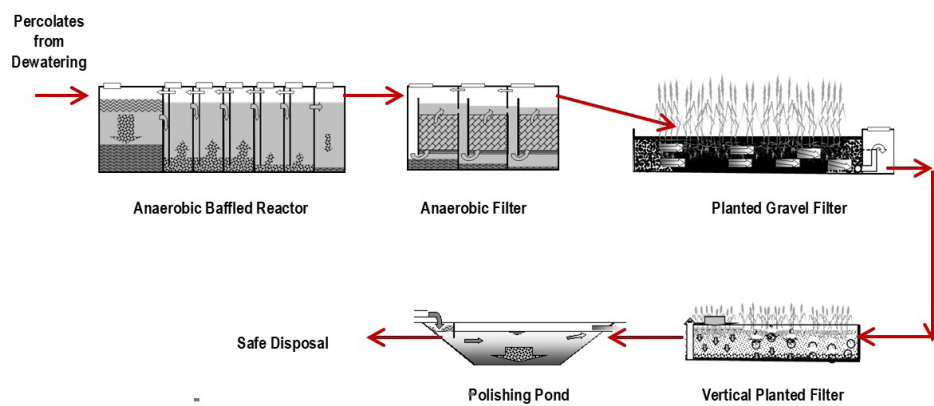 Percolates
from
Dewatering
Anaerobic Baffled Reactor
Anaerobic Filter
Planted Gravel Filter
Safe Disposal
Polishing Pond
Vertical Planted Filter